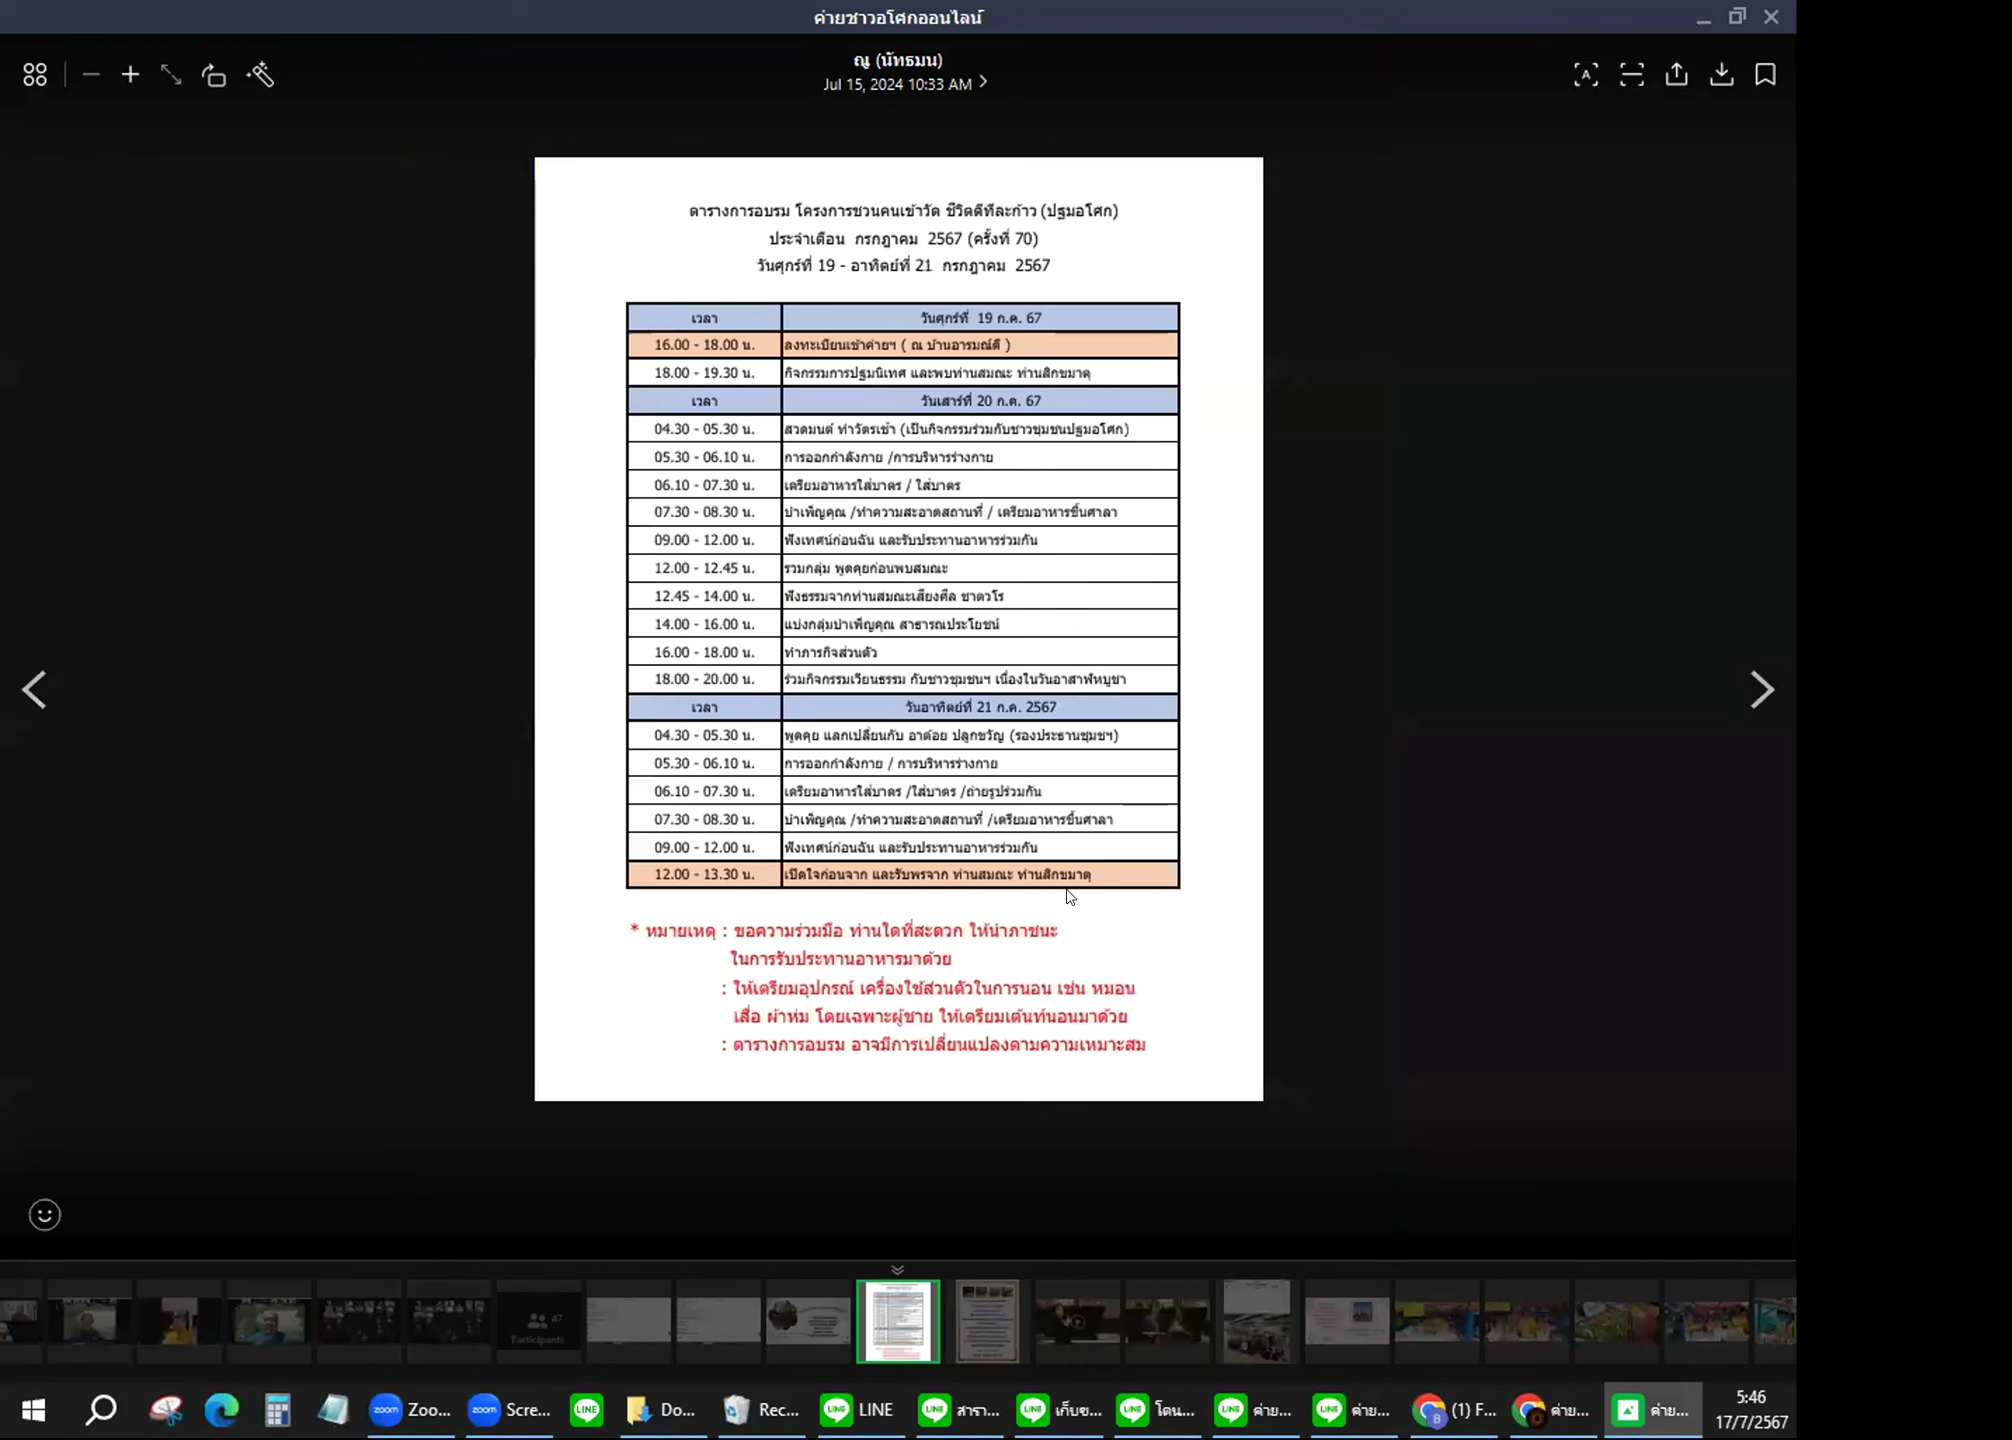 ค่ายชาวอโศกออนไลน์
ณู (นัทธมน)
Jul 15, 2024 10:33 AM
ตารางการอบรม โครงการชวนคนเข้าวัด ชีวิตดีทีละก้าว (ปฐมอโศก)
ประจำเดือน กรกฎาคม 2567 (ครั้งที่ 70)
วันศุกร์ที่ 19 - อาทิตย์ที่ 21 กรกฎาคม 2567
เวลา วันศุกร์ที่ 19 ก.ค. 67
16.00 - 18.00 น. ลงทะเบียนเข้าค่ายฯ ( ณ บ้านอารมณ์ดี )
18.00 - 19.30 น. กิจกรรมการปฐมนิเทศ และพบท่านสมณะ ท่านสิกขมาตุ
เวลา วันเสาร์ที่ 20 ก.ค. 67
04.30 - 05.30 น. สวดมนต์ ทำวัตรเช้า (เป็นกิจกรรมร่วมกับชาวชุมชนปฐมอโศก)
05.30 - 06.10 น. การออกกำลังกาย /การบริหารร่างกาย
06.10 - 07.30 น. เตรียมอาหารใส่บาตร / ใส่บาตร
07.30 - 08.30 น. บำเพ็ญคุณ /ทำความสะอาดสถานที่ / เตรียมอาหารขึ้นศาลา
09.00 - 12.00 น. ฟังเทศน์ก่อนฉัน และรับประทานอาหารร่วมกัน
12.00 - 12.45 น. รวมกลุ่ม พูดคุยก่อนพบสมณะ
12.45 - 14.00 น. ฟังธรรมจากท่านสมณะเสียงศีล ชาตวโร
14.00 - 16.00 น. แบ่งกลุ่มบำเพ็ญคุณ สาธารณประโยชน์
16.00 - 18.00 น. ทำภารกิจส่วนตัว
18.00 - 20.00 น. ร่วมกิจกรรมเวียนธรรม กับชาวชุมชนฯ เนื่องในวันอาสาฬหบูชา
เวลา วันอาทิตย์ที่ 21 ก.ค. 2567
04.30 - 05.30 น. พูดคุย แลกเปลี่ยนกับ อาต้อย ปลูกขวัญ (รองประธานชุมชฯ)
05.30 - 06.10 น. การออกกำลังกาย / การบริหารร่างกาย
06.10 - 07.30 น. เตรียมอาหารใส่บาตร /ใส่บาตร /ถ่ายรูปร่วมกัน
07.30 - 08.30 น. บำเพ็ญคุณ /ทำความสะอาดสถานที่ /เตรียมอาหารขึ้นศาลา
09.00 - 12.00 น. ฟังเทศน์ก่อนฉัน และรับประทานอาหารร่วมกัน
12.00 - 13.30 น. เปิดใจก่อนจาก และรับพรจาก ท่านสมณะ ท่านสิกขมาตุ
* หมายเหตุ : ขอความร่วมมือ ท่านใดที่สะดวก ให้นำภาชนะ
ในการรับประทานอาหารมาด้วย
: ให้เตรียมอุปกรณ์ เครื่องใช้ส่วนตัวในการนอน เช่น หมอน
เสื่อ ผ้าห่ม โดยเฉพาะผู้ชาย ให้เตรียมเต้นท์นอนมาด้วย
: ตารางการอบรม อาจมีการเปลี่ยนแปลงตามความเหมาะสม
47
Participants
Zoo... Scre... Do... Rec... LINE สารา... เก็บข... โดน... ค่าย... ค่าย... (1) F... ค่าย... ค่าย...
5:46
17/7/2567